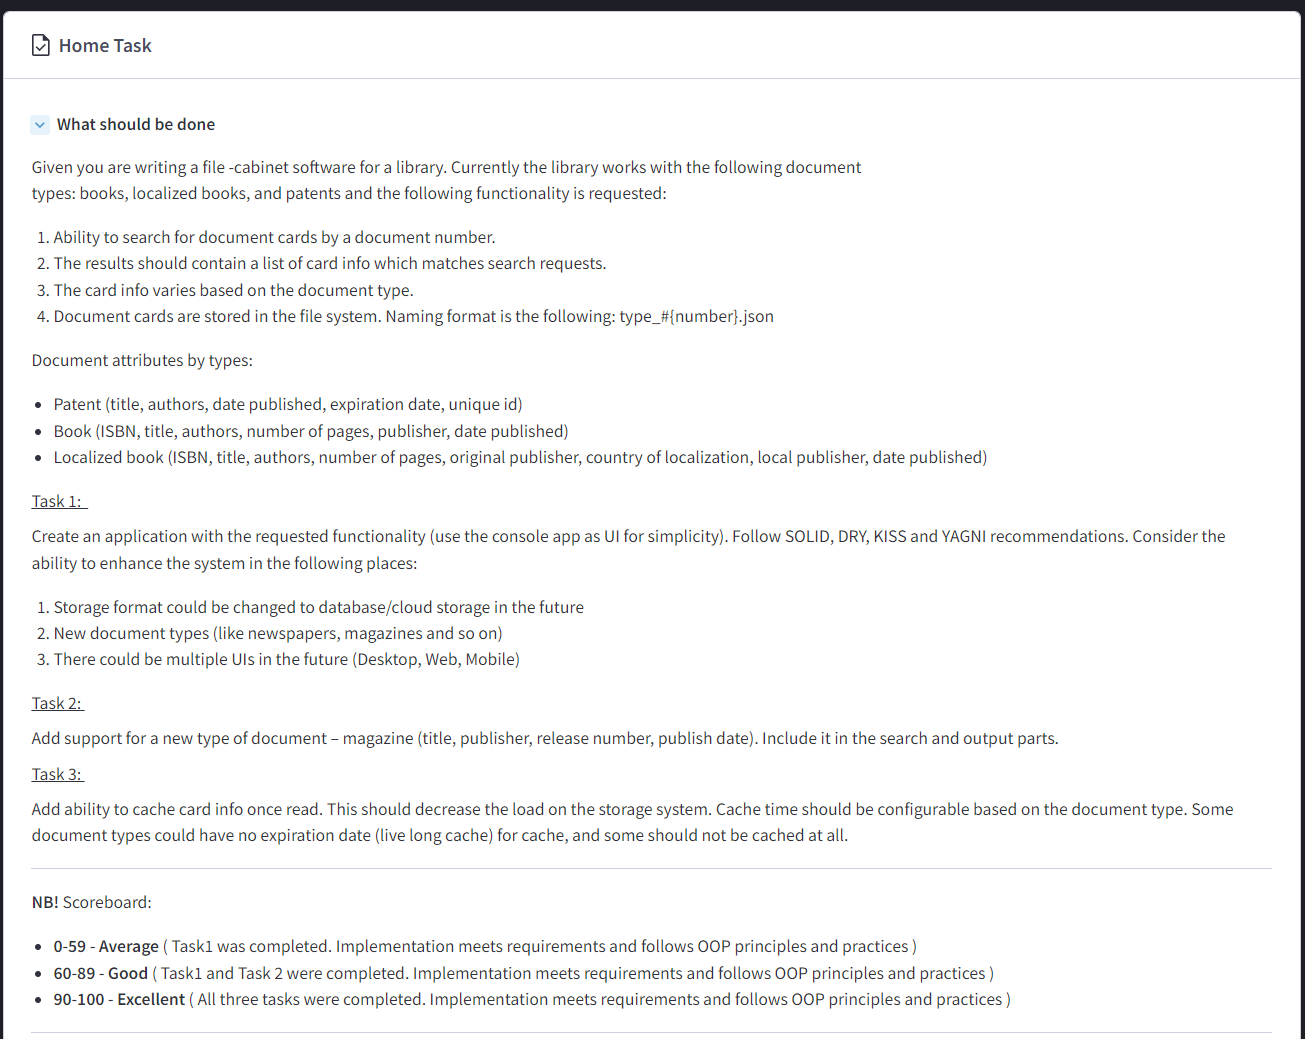 Home Task
What should be done
Given you are writing a file -cabinet software for a library. Currently the library works with the following document
types: books, localized books, and patents and the following functionality is requested:
1. Ability to search for document cards by a document number.
2. The results should contain a list of card info which matches search requests.
3. The card info varies based on the document type.
4. Document cards are stored in the file system. Naming format is the following: type_#{number}.json
Document attributes by types:
• Patent (title, authors, date published, expiration date, unique id)
• Book (ISBN, title, authors, number of pages, publisher, date published)
• Localized book (ISBN, title, authors, number of pages, original publisher, country of localization, local publisher, date published)
Task 1:
Create an application with the requested functionality (use the console app as UI for simplicity). Follow SOLID, DRY, KISS and YAGNI recommendations. Consider the
ability to enhance the system in the following places:
1. Storage format could be changed to database/cloud storage in the future
2. New document types (like newspapers, magazines and so on)
3. There could be multiple UIs in the future (Desktop, Web, Mobile)
Task 2:
Add support for a new type of document – magazine (title, publisher, release number, publish date). Include it in the search and output parts.
Task 3:
Add ability to cache card info once read. This should decrease the load on the storage system. Cache time should be configurable based on the document type. Some
document types could have no expiration date (live long cache) for cache, and some should not be cached at all.
NB! Scoreboard:
• 0-59 - Average ( Task1 was completed. Implementation meets requirements and follows OOP principles and practices )
• 60-89 - Good ( Task1 and Task 2 were completed. Implementation meets requirements and follows OOP principles and practices )
• 90-100 - Excellent ( All three tasks were completed. Implementation meets requirements and follows OOP principles and practices )